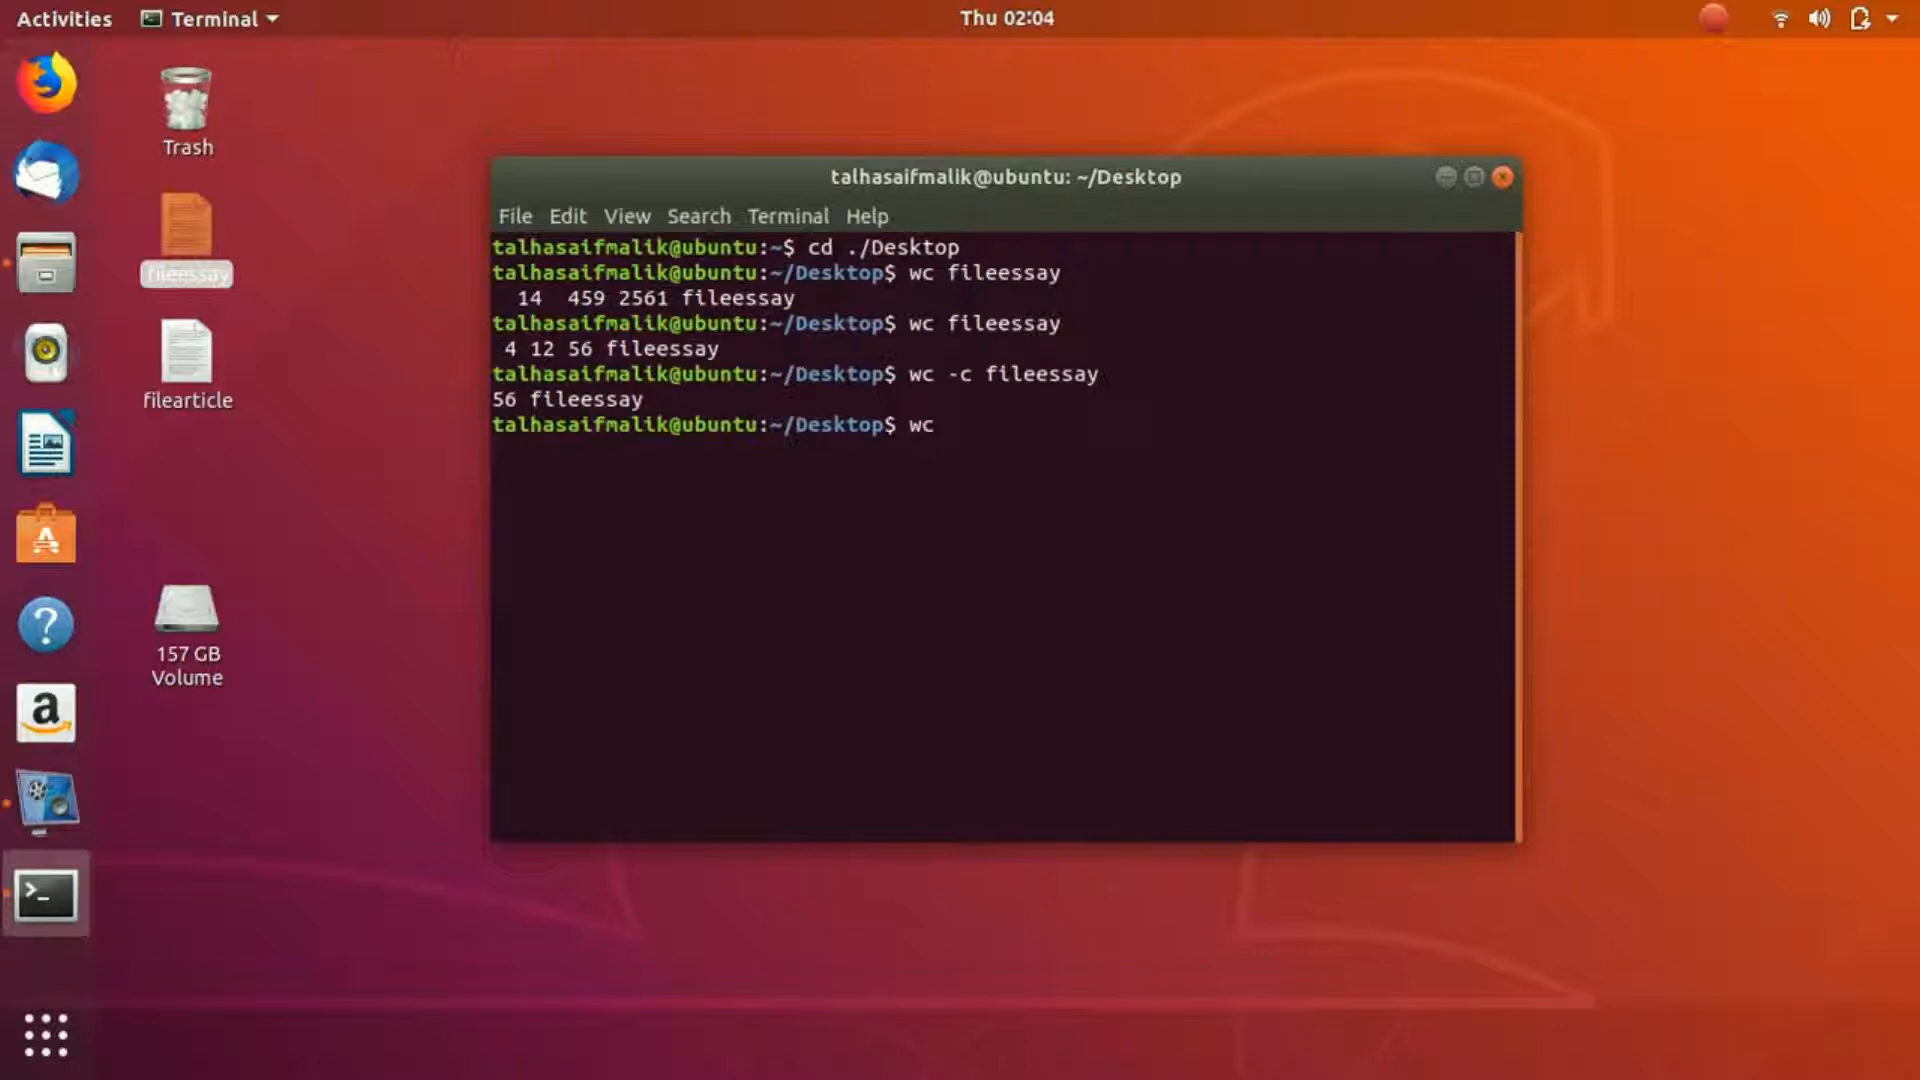 Activities Terminal Thu 02:04
Trash
fileessay
filearticle
157 GB
Volume
talhasaifmalik@ubuntu: ~/Desktop
File Edit View Search Terminal Help
talhasaifmalik@ubuntu:~$ cd ./Desktop
talhasaifmalik@ubuntu:~/Desktop$ wc fileessay
  14  459 2561 fileessay
talhasaifmalik@ubuntu:~/Desktop$ wc fileessay
 4 12 56 fileessay
talhasaifmalik@ubuntu:~/Desktop$ wc -c fileessay
56 fileessay
talhasaifmalik@ubuntu:~/Desktop$ wc